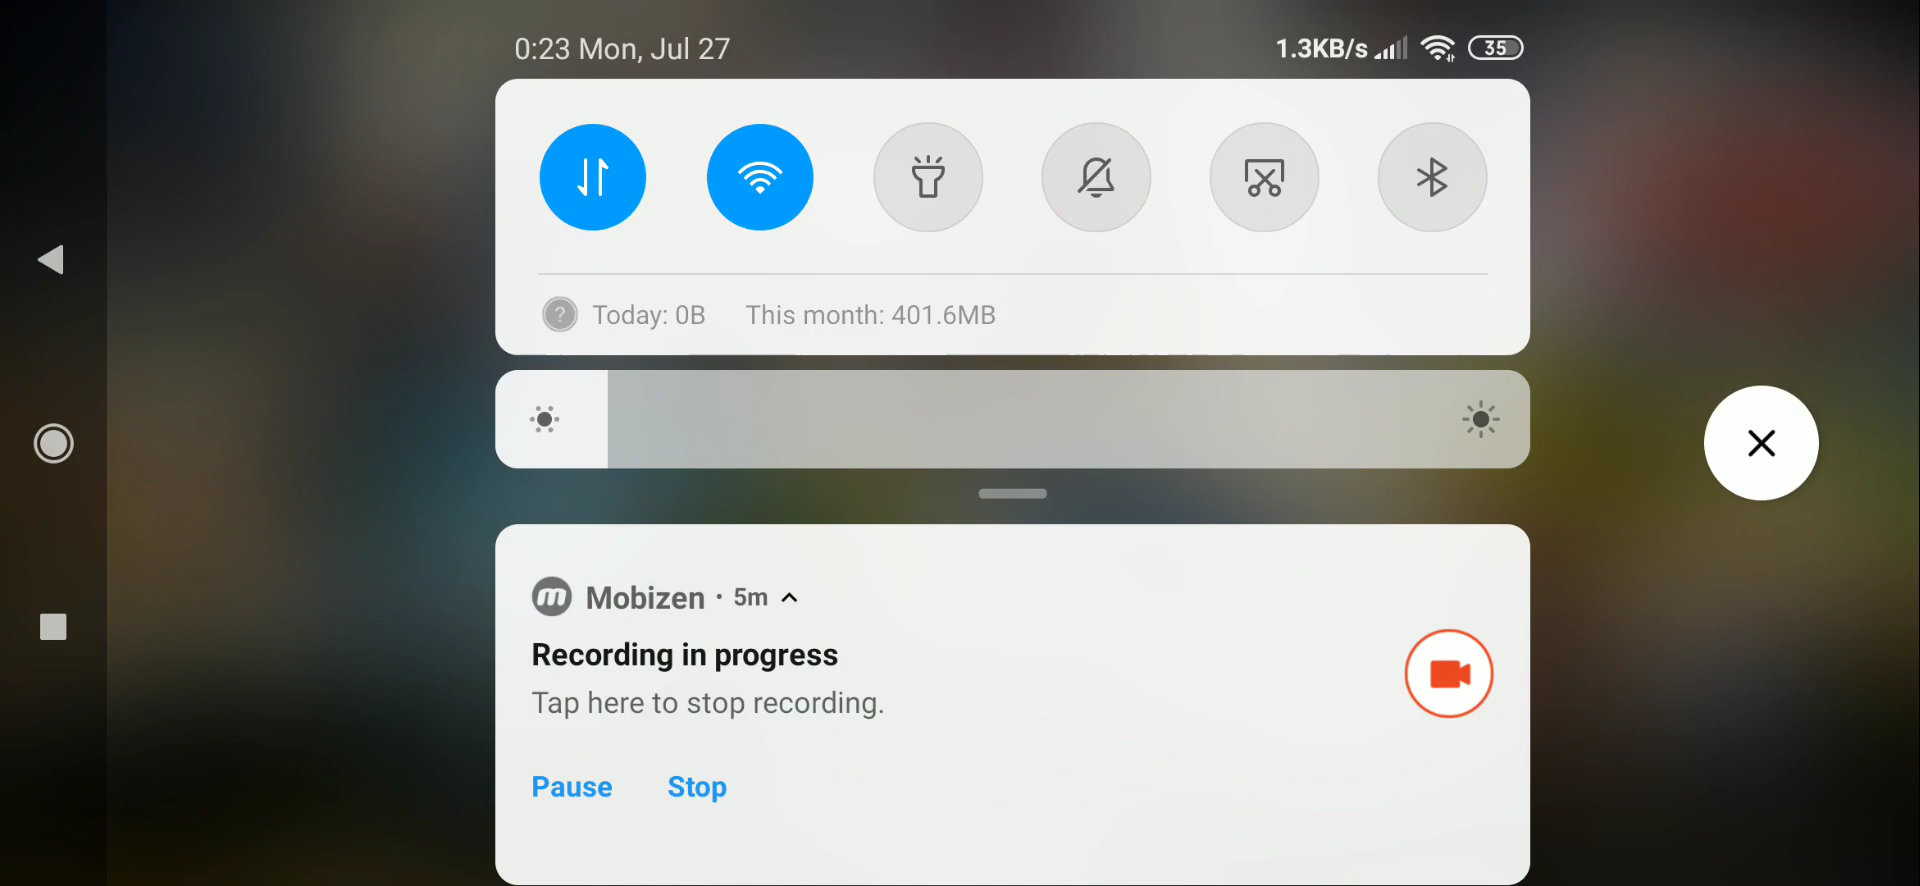 0:23 Mon, Jul 27
1.3KB/s 35
Today: 0B This month: 401.6MB
Mobizen · 5m
Recording in progress
Tap here to stop recording.
Pause Stop